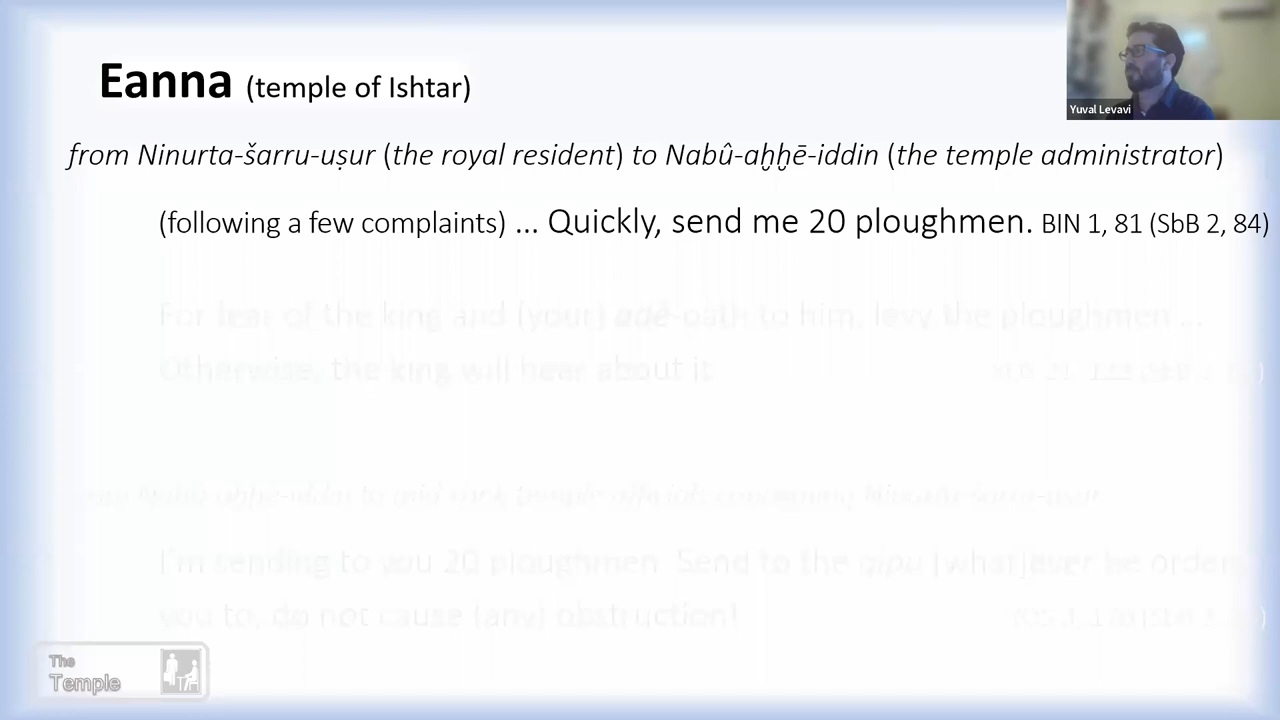 Eanna (temple of Ishtar)
Yuval Levavi
from Ninurta-šarru-uṣur (the royal resident) to Nabû-aḫḫē-iddin (the temple administrator)
(following a few complaints) ... Quickly, send me 20 ploughmen. BIN 1, 81 (SbB 2, 84)
For fear of the king and (your) adê-oath to him, levy the ploughmen ...
Otherwise, the king will hear about it
from Nabû-aḫḫē-iddin to mid-rank temple officials concerning Ninurta-šarru-uṣur
I'm sending to you 20 ploughmen. Send to the qīpu [what]ever he orders
you to, do not cause (any) obstruction!
The
Temple